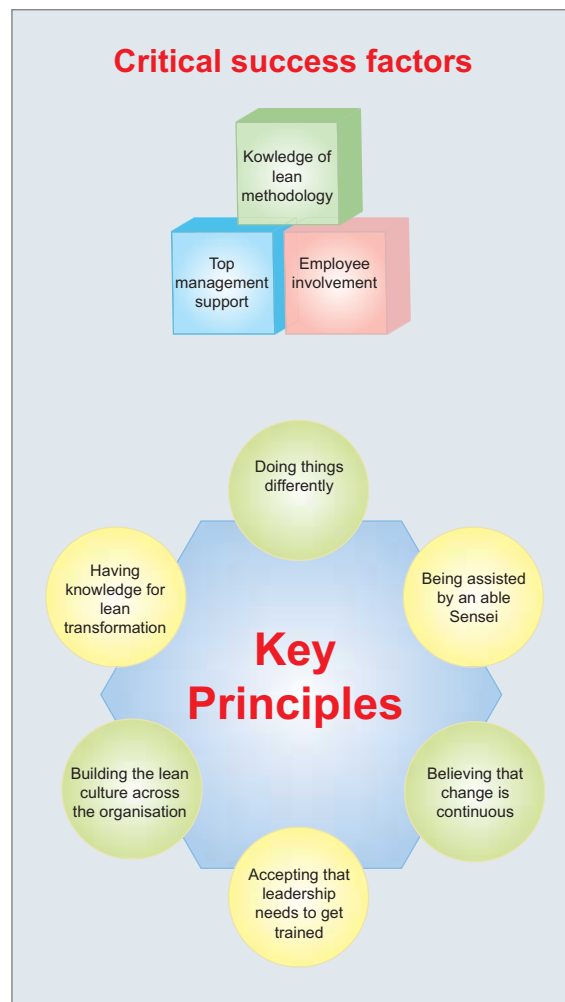 Critical success factors
Kowledge of
lean
methodology
Top
management
support
Employee
involvement
Doing things
differently
Having
knowledge for
lean
transformation
Being assisted
by an able
Sensei
Key
Principles
Building the lean
culture across
the organisation
Believing that
change is
continuous
Accepting that
leadership
needs to get
trained